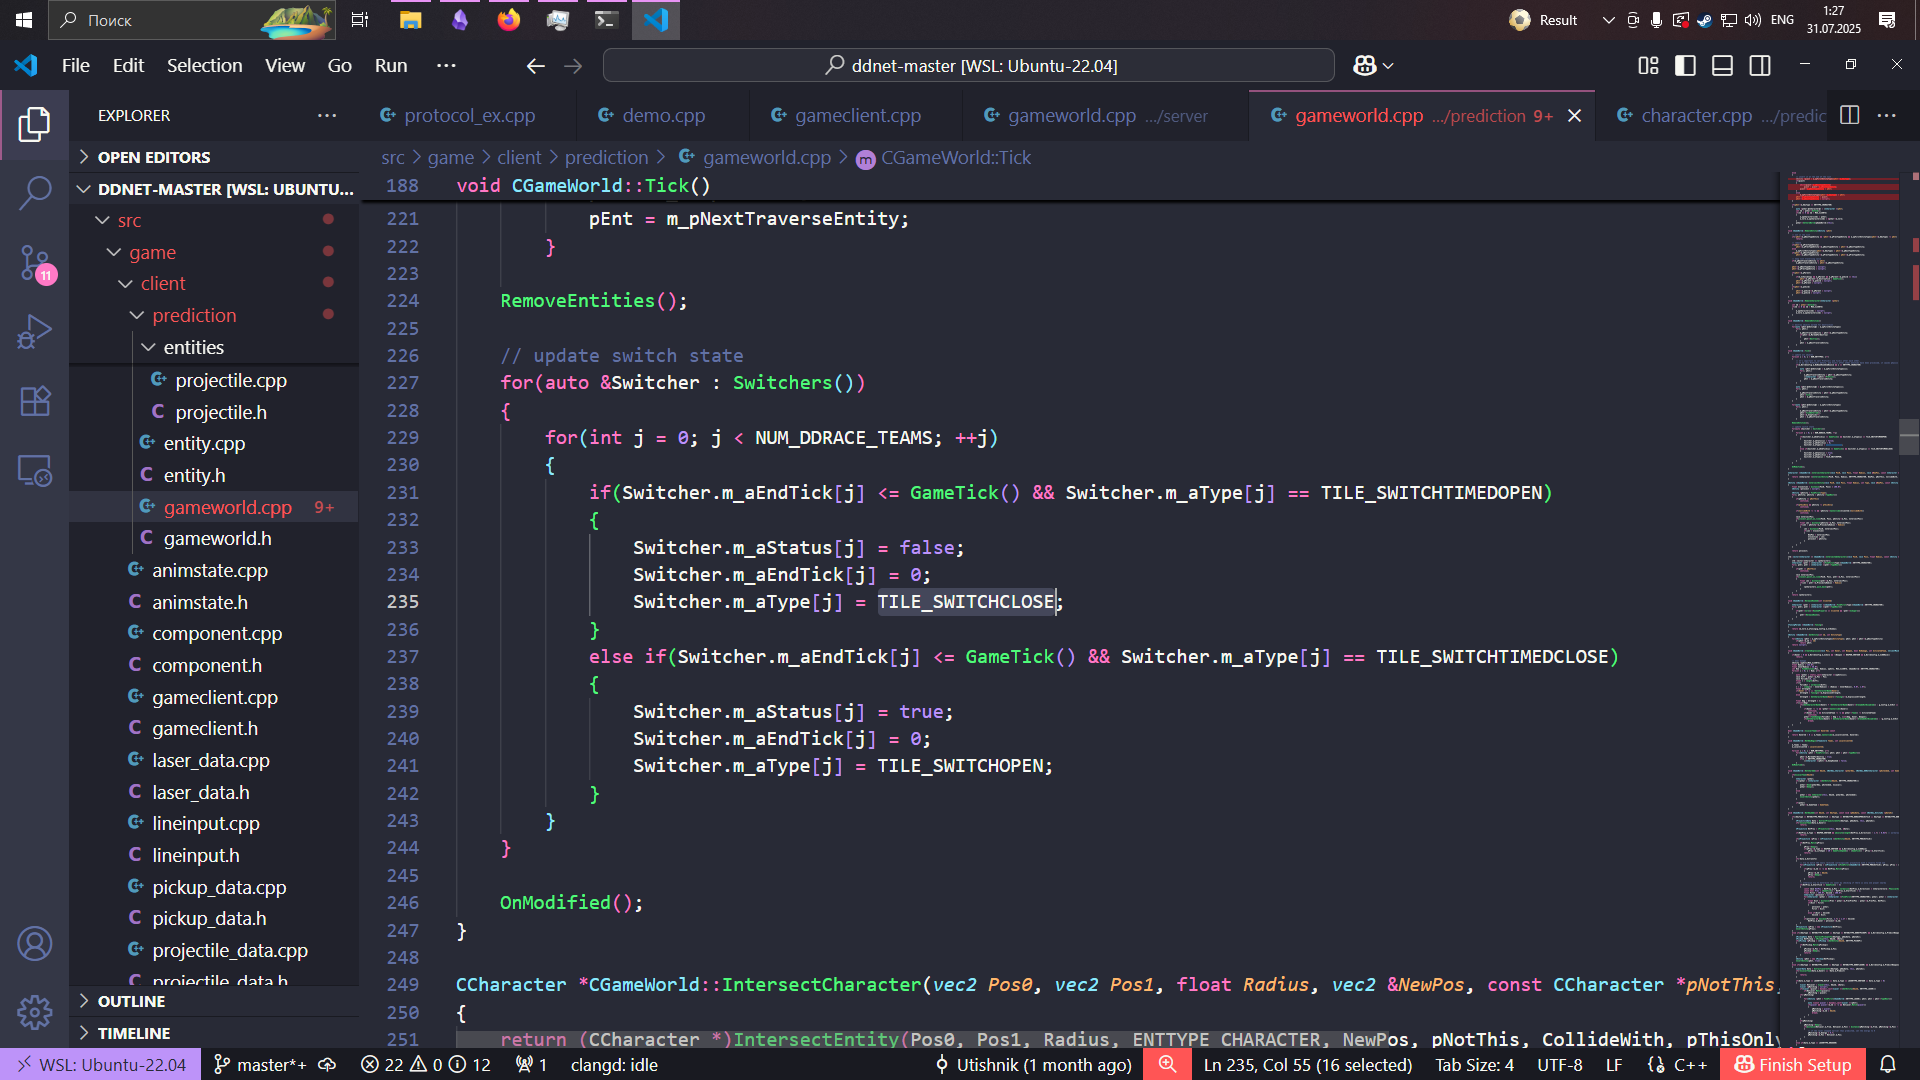 Поиск
Result
ENG
1:27
31.07.2025
File Edit Selection View Go Run ···
ddnet-master [WSL: Ubuntu-22.04]
EXPLORER
protocol_ex.cpp
demo.cpp
gameclient.cpp
gameworld.cpp .../server
gameworld.cpp .../prediction 9+
character.cpp .../predic
OPEN EDITORS
DDNET-MASTER [WSL: UBUNTU...
src
game
client
prediction
entities
projectile.cpp
projectile.h
entity.cpp
entity.h
gameworld.cpp 9+
gameworld.h
animstate.cpp
animstate.h
component.cpp
component.h
gameclient.cpp
gameclient.h
laser_data.cpp
laser_data.h
lineinput.cpp
lineinput.h
pickup_data.cpp
pickup_data.h
projectile_data.cpp
projectile_data.h
OUTLINE
TIMELINE
11
src > game > client > prediction > gameworld.cpp > CGameWorld::Tick
188 void CGameWorld::Tick()
221 pEnt = m_pNextTraverseEntity;
222 }
223
224 RemoveEntities();
225
226 // update switch state
227 for(auto &Switcher : Switchers())
228 {
229 for(int j = 0; j < NUM_DDRACE_TEAMS; ++j)
230 {
231 if(Switcher.m_aEndTick[j] <= GameTick() && Switcher.m_aType[j] == TILE_SWITCHTIMEDOPEN)
232 {
233 Switcher.m_aStatus[j] = false;
234 Switcher.m_aEndTick[j] = 0;
235 Switcher.m_aType[j] = TILE_SWITCHCLOSE;
236 }
237 else if(Switcher.m_aEndTick[j] <= GameTick() && Switcher.m_aType[j] == TILE_SWITCHTIMEDCLOSE)
238 {
239 Switcher.m_aStatus[j] = true;
240 Switcher.m_aEndTick[j] = 0;
241 Switcher.m_aType[j] = TILE_SWITCHOPEN;
242 }
243 }
244 }
245
246 OnModified();
247 }
248
249 CCharacter *CGameWorld::IntersectCharacter(vec2 Pos0, vec2 Pos1, float Radius, vec2 &NewPos, const CCharacter *pNotThis,
250 {
251 return (CCharacter *)IntersectEntity(Pos0, Pos1, Radius, ENTTYPE_CHARACTER, NewPos, pNotThis, CollideWith, pThisOnl
WSL: Ubuntu-22.04 master*+ 22 0 12 1 clangd: idle Utishnik (1 month ago) Ln 235, Col 55 (16 selected) Tab Size: 4 UTF-8 LF {} C++ Finish Setup